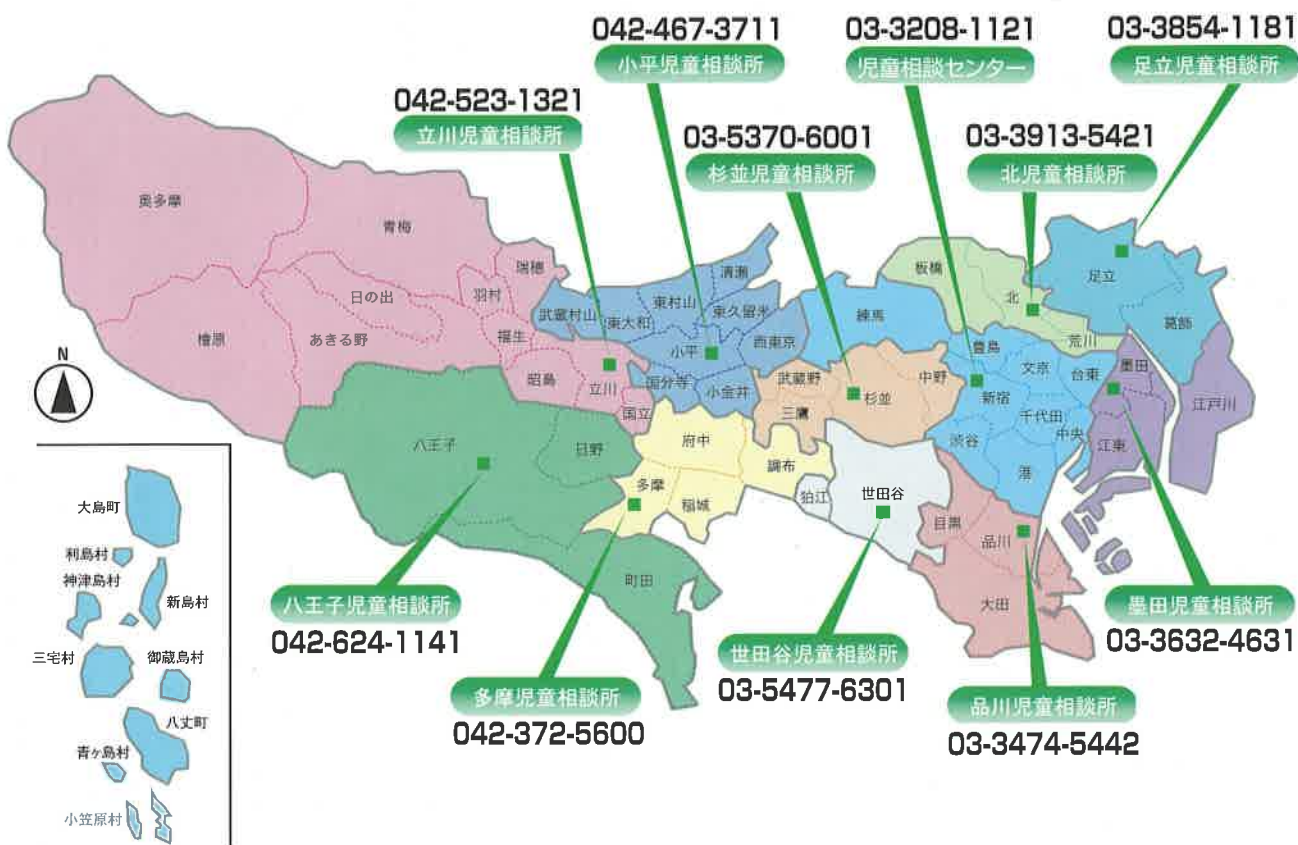 042-467-3711
小平児童相談所
03-3208-1121
児童相談センター
03-3854-1181
足立児童相談所
042-523-1321
立川児童相談所
03-5370-6001
杉並児童相談所
03-3913-5421
北児童相談所
奥多摩
青梅
瑞穂
羽村
日の出
檜原
あきる野
福生
昭島
立川
国立
武蔵村山
東大和
東村山
清瀬
東久留米
小平
西東京
国分寺
小金井
練馬
板橋
北
荒川
足立
葛飾
豊島
文京
台東
墨田
江戸川
武蔵野
三鷹
杉並
中野
新宿
千代田
中央
渋谷
港
江東
N
八王子
日野
府中
調布
多摩
稲城
狛江
世田谷
目黒
品川
大田
町田
大島町
利島村
神津島村
新島村
三宅村
御蔵島村
八丈町
青ヶ島村
小笠原村
八王子児童相談所
042-624-1141
多摩児童相談所
042-372-5600
世田谷児童相談所
03-5477-6301
品川児童相談所
03-3474-5442
墨田児童相談所
03-3632-4631